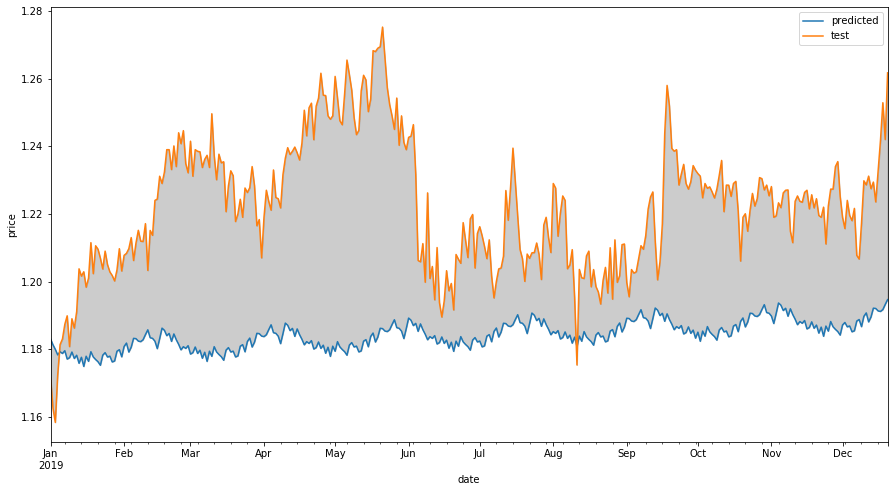 1.28
predicted
test
1.26
1.24
1.22
price
1.20
1.18
1.16
Jan Feb Mar Apr May Jun Jul Aug Sep Oct Nov Dec
2019
date